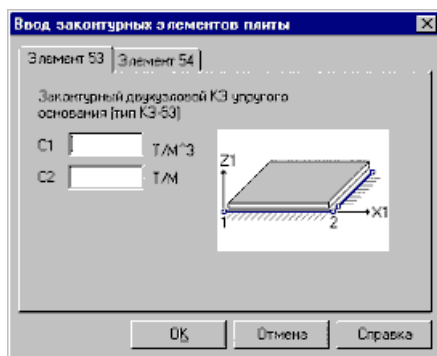 Ввод законтурных элементов плиты
Элемент 53 Элемент 54
Законтурный двухузловой КЭ упругого
основания (тип КЭ-53)
C1 Т/м^3
C2 Т/м
Z1
X1
1 2
OK Отмена Справка